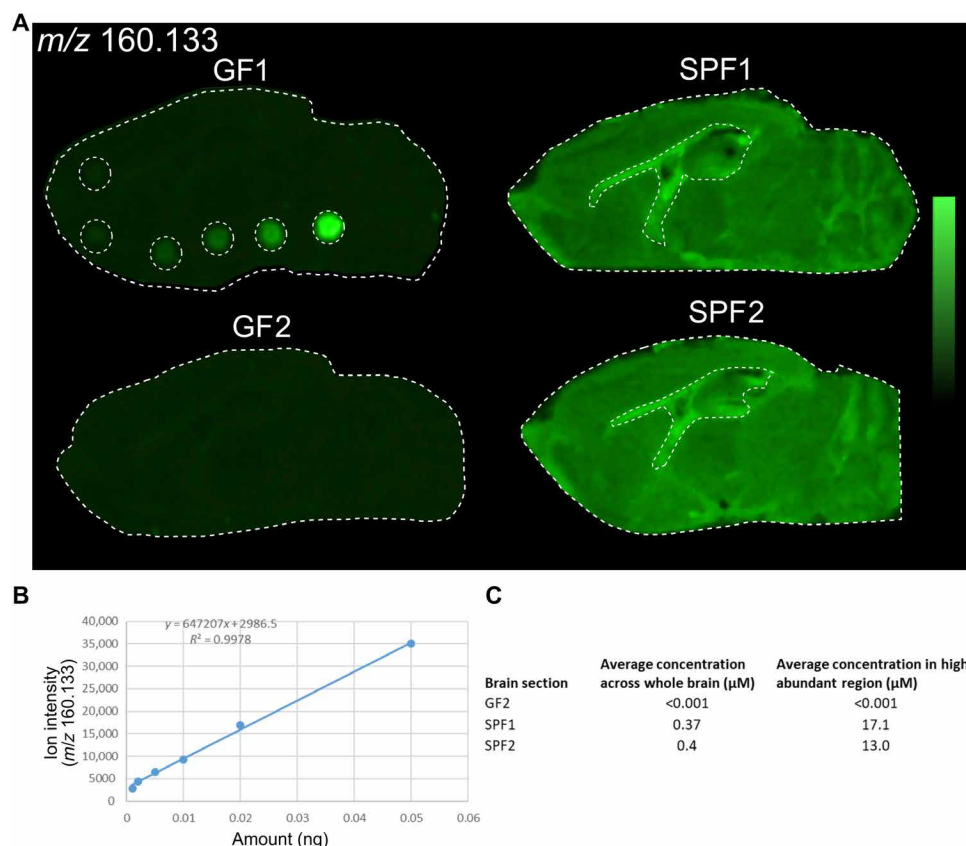 A
m/z 160.133
GF1
SPF1
GF2
SPF2
B
y = 647207x + 2986.5
R² = 0.9978
40,000
35,000
30,000
25,000
20,000
15,000
10,000
5000
0
0 0.01 0.02 0.03 0.04 0.05 0.06
Ion intensity
(m/z 160.133)
Amount (ng)
C
Brain section Average concentration across whole brain (µM) Average concentration in high abundant region (µM)
GF2 <0.001 <0.001
SPF1 0.37 17.1
SPF2 0.4 13.0